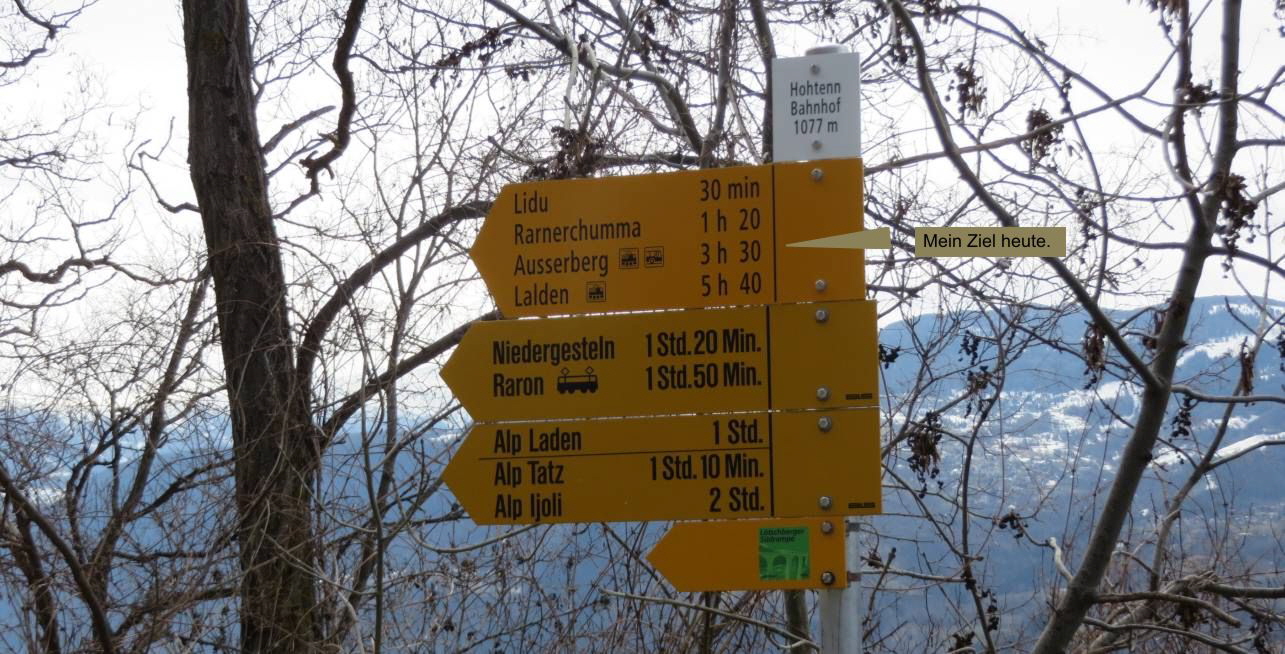 Hohtenn
Bahnhof
1077 m
Lidu 30 min
Rarnerchumma 1 h 20
Ausserberg 3 h 30
Lalden 5 h 40
Mein Ziel heute.
Niedergesteln 1 Std. 20 Min.
Raron 1 Std. 50 Min.
Alp Laden 1 Std.
Alp Tatz 1 Std. 10 Min.
Alp Ijoli 2 Std.
Lötschberger
Südrampe